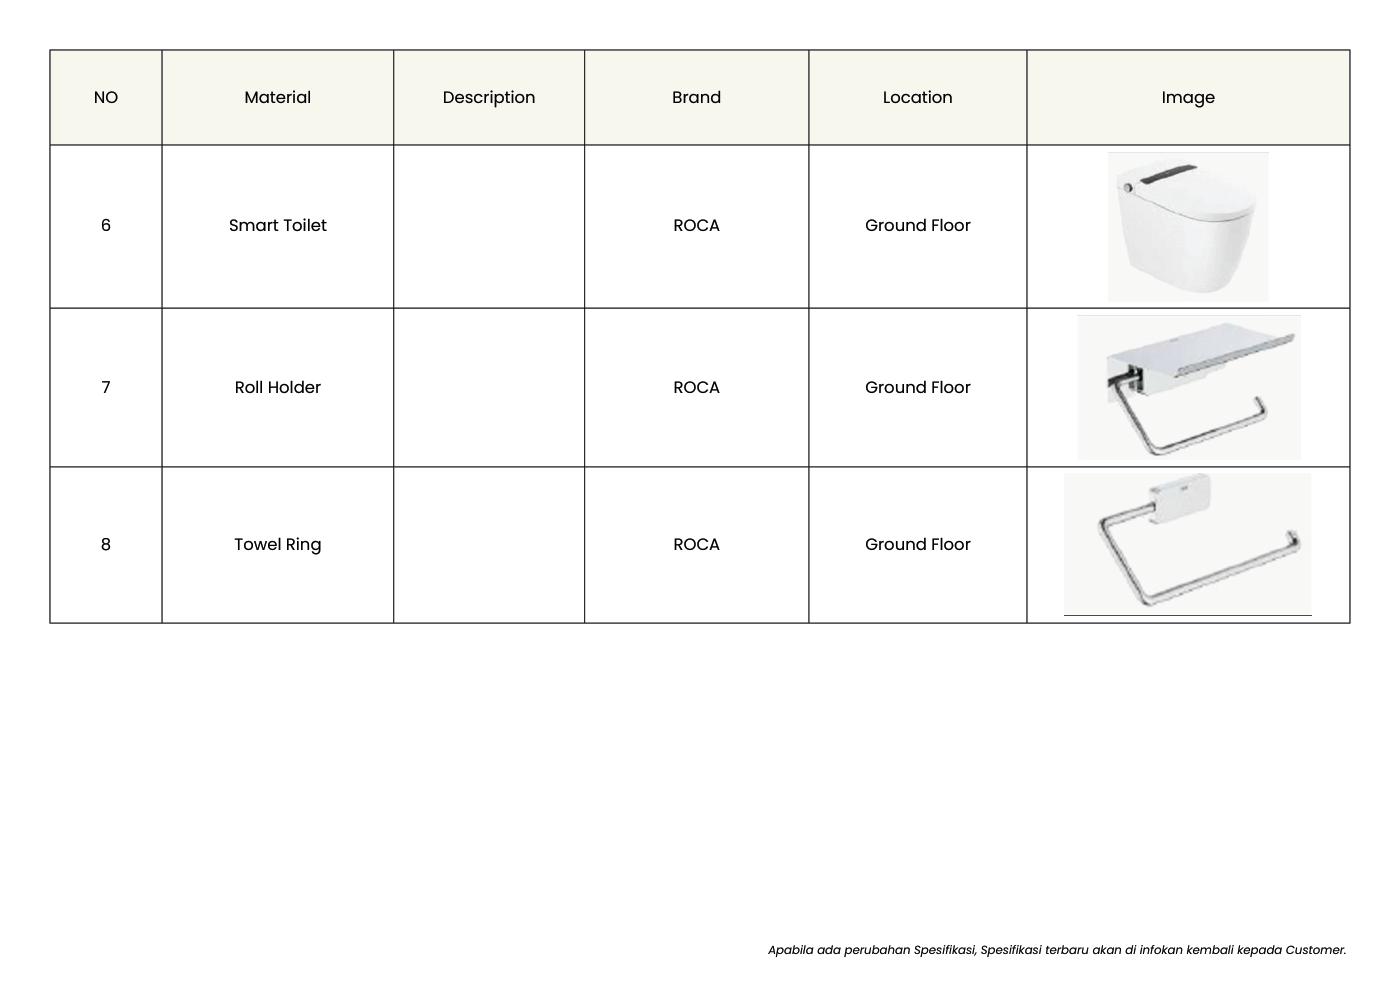 NO Material Description Brand Location Image
6 Smart Toilet ROCA Ground Floor
7 Roll Holder ROCA Ground Floor
8 Towel Ring ROCA Ground Floor
Apabila ada perubahan Spesifikasi, Spesifikasi terbaru akan di infokan kembali kepada Customer.